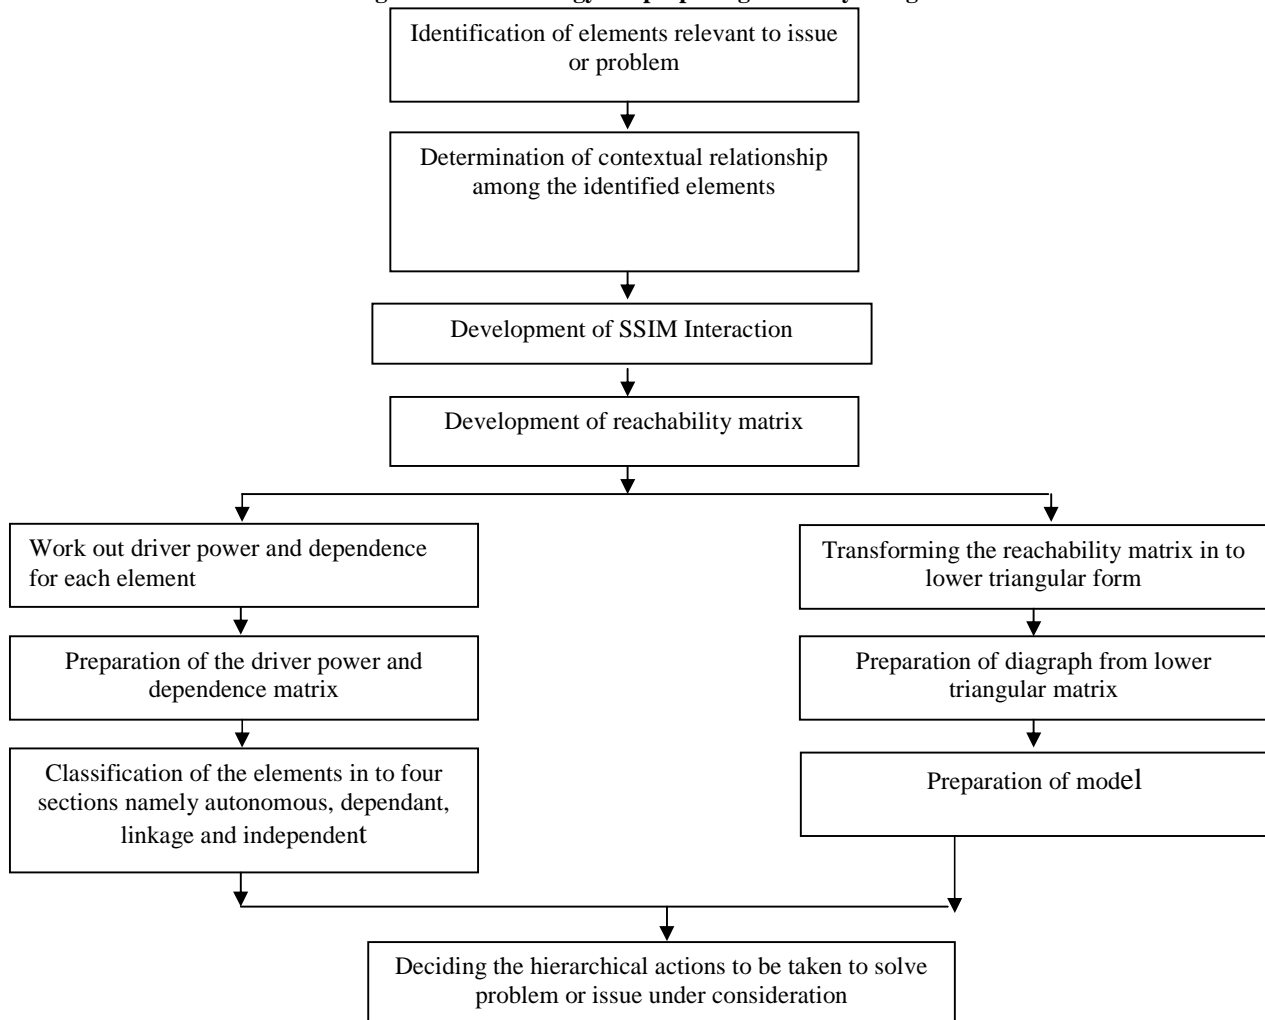 Identification of elements relevant to issue
or problem
Determination of contextual relationship
among the identified elements
Development of SSIM Interaction
Development of reachability matrix
Work out driver power and dependence
for each element
Transforming the reachability matrix in to
lower triangular form
Preparation of the driver power and
dependence matrix
Preparation of diagraph from lower
triangular matrix
Classification of the elements in to four
sections namely autonomous, dependant,
linkage and independent
Preparation of model
Deciding the hierarchical actions to be taken to solve
problem or issue under consideration